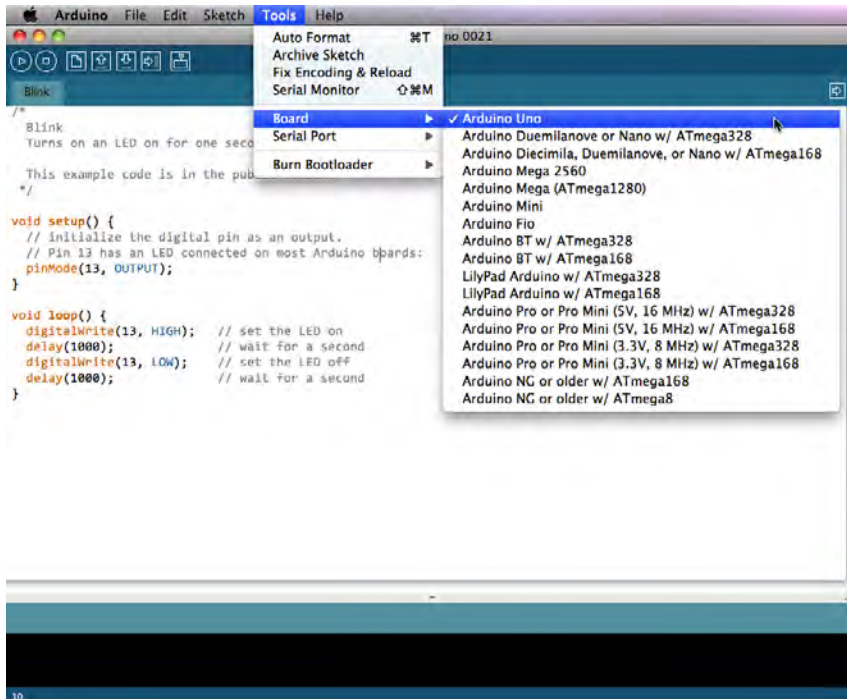 Arduino File Edit Sketch Tools Help
no 0021
Auto Format ⌘T
Archive Sketch
Fix Encoding & Reload
Serial Monitor ⇧⌘M
Board ▶
Serial Port ▶
Burn Bootloader ▶
✓ Arduino Uno
Arduino Duemilanove or Nano w/ ATmega328
Arduino Diecimila, Duemilanove, or Nano w/ ATmega168
Arduino Mega 2560
Arduino Mega (ATmega1280)
Arduino Mini
Arduino Fio
Arduino BT w/ ATmega328
Arduino BT w/ ATmega168
LilyPad Arduino w/ ATmega328
LilyPad Arduino w/ ATmega168
Arduino Pro or Pro Mini (5V, 16 MHz) w/ ATmega328
Arduino Pro or Pro Mini (5V, 16 MHz) w/ ATmega168
Arduino Pro or Pro Mini (3.3V, 8 MHz) w/ ATmega328
Arduino Pro or Pro Mini (3.3V, 8 MHz) w/ ATmega168
Arduino NG or older w/ ATmega168
Arduino NG or older w/ ATmega8
Blink
/*
Blink
Turns on an LED on for one seco
This example code is in the pub
*/
void setup() {
// initialize the digital pin as an output.
// Pin 13 has an LED connected on most Arduino boards:
pinMode(13, OUTPUT);
}
void loop() {
digitalWrite(13, HIGH); // set the LED on
delay(1000); // wait for a second
digitalWrite(13, LOW); // set the LED off
delay(1000); // wait for a second
}
10